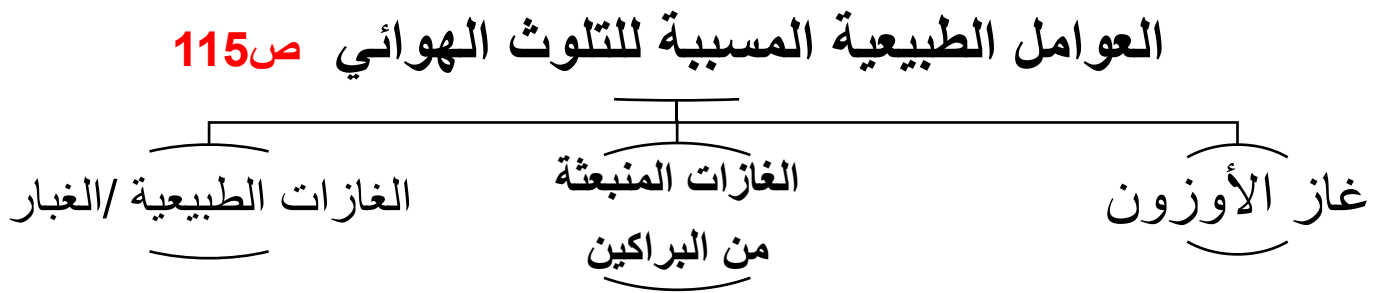 العوامل الطبيعية المسببة للتلوث الهوائي ص115
غاز الأوزون
الغازات المنبعثة
من البراكين
الغازات الطبيعية /الغبار